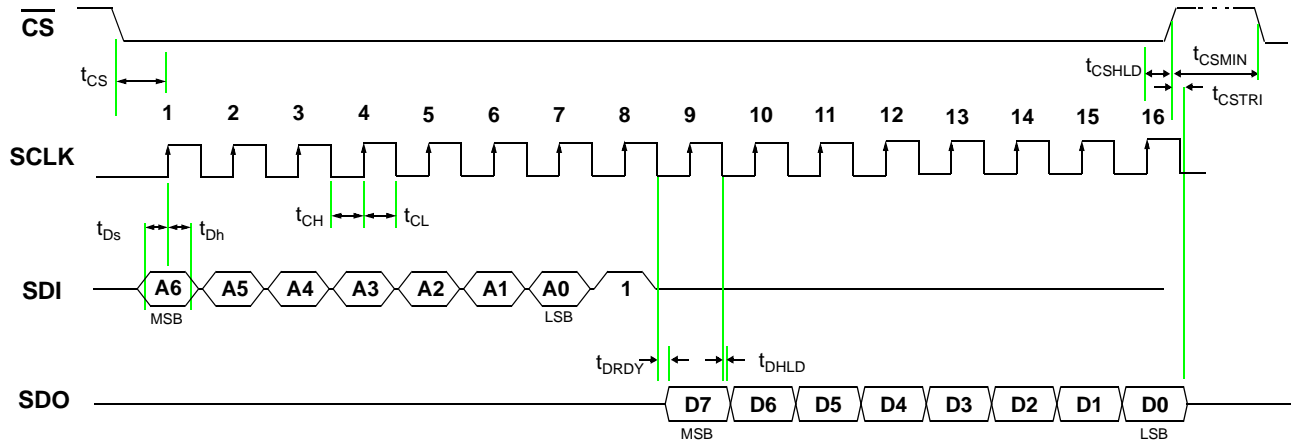 CS
tCS
tCSHLD
tCSMIN
tCSTRI
1 2 3 4 5 6 7 8 9 10 11 12 13 14 15 16
SCLK
tCH
tCL
tDs
tDh
SDI
A6 A5 A4 A3 A2 A1 A0 1
MSB
LSB
tDRDY
tDHLD
SDO
D7 D6 D5 D4 D3 D2 D1 D0
MSB
LSB